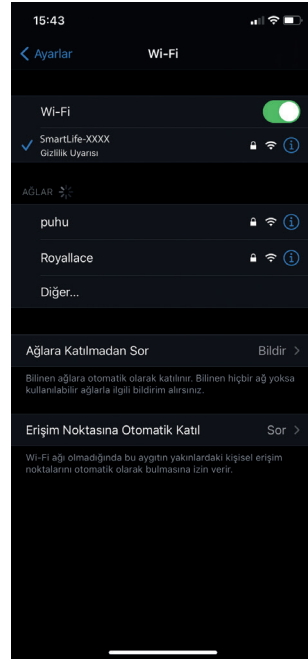 15:43
Ayarlar
Wi-Fi
Wi-Fi
SmartLife-XXXX
Gizlilik Uyarısı
AĞLAR
puhu
Royallace
Diğer...
Ağlara Katılmadan Sor Bildir
Bilinen ağlara otomatik olarak katılınır. Bilinen hiçbir ağ yoksa
kullanılabilir ağlarla ilgili bildirim alırsınız.
Erişim Noktasına Otomatik Katıl Sor
Wi-Fi ağı olmadığında bu aygıtın yakınlardaki kişisel erişim
noktalarını otomatik olarak bulmasına izin verir.